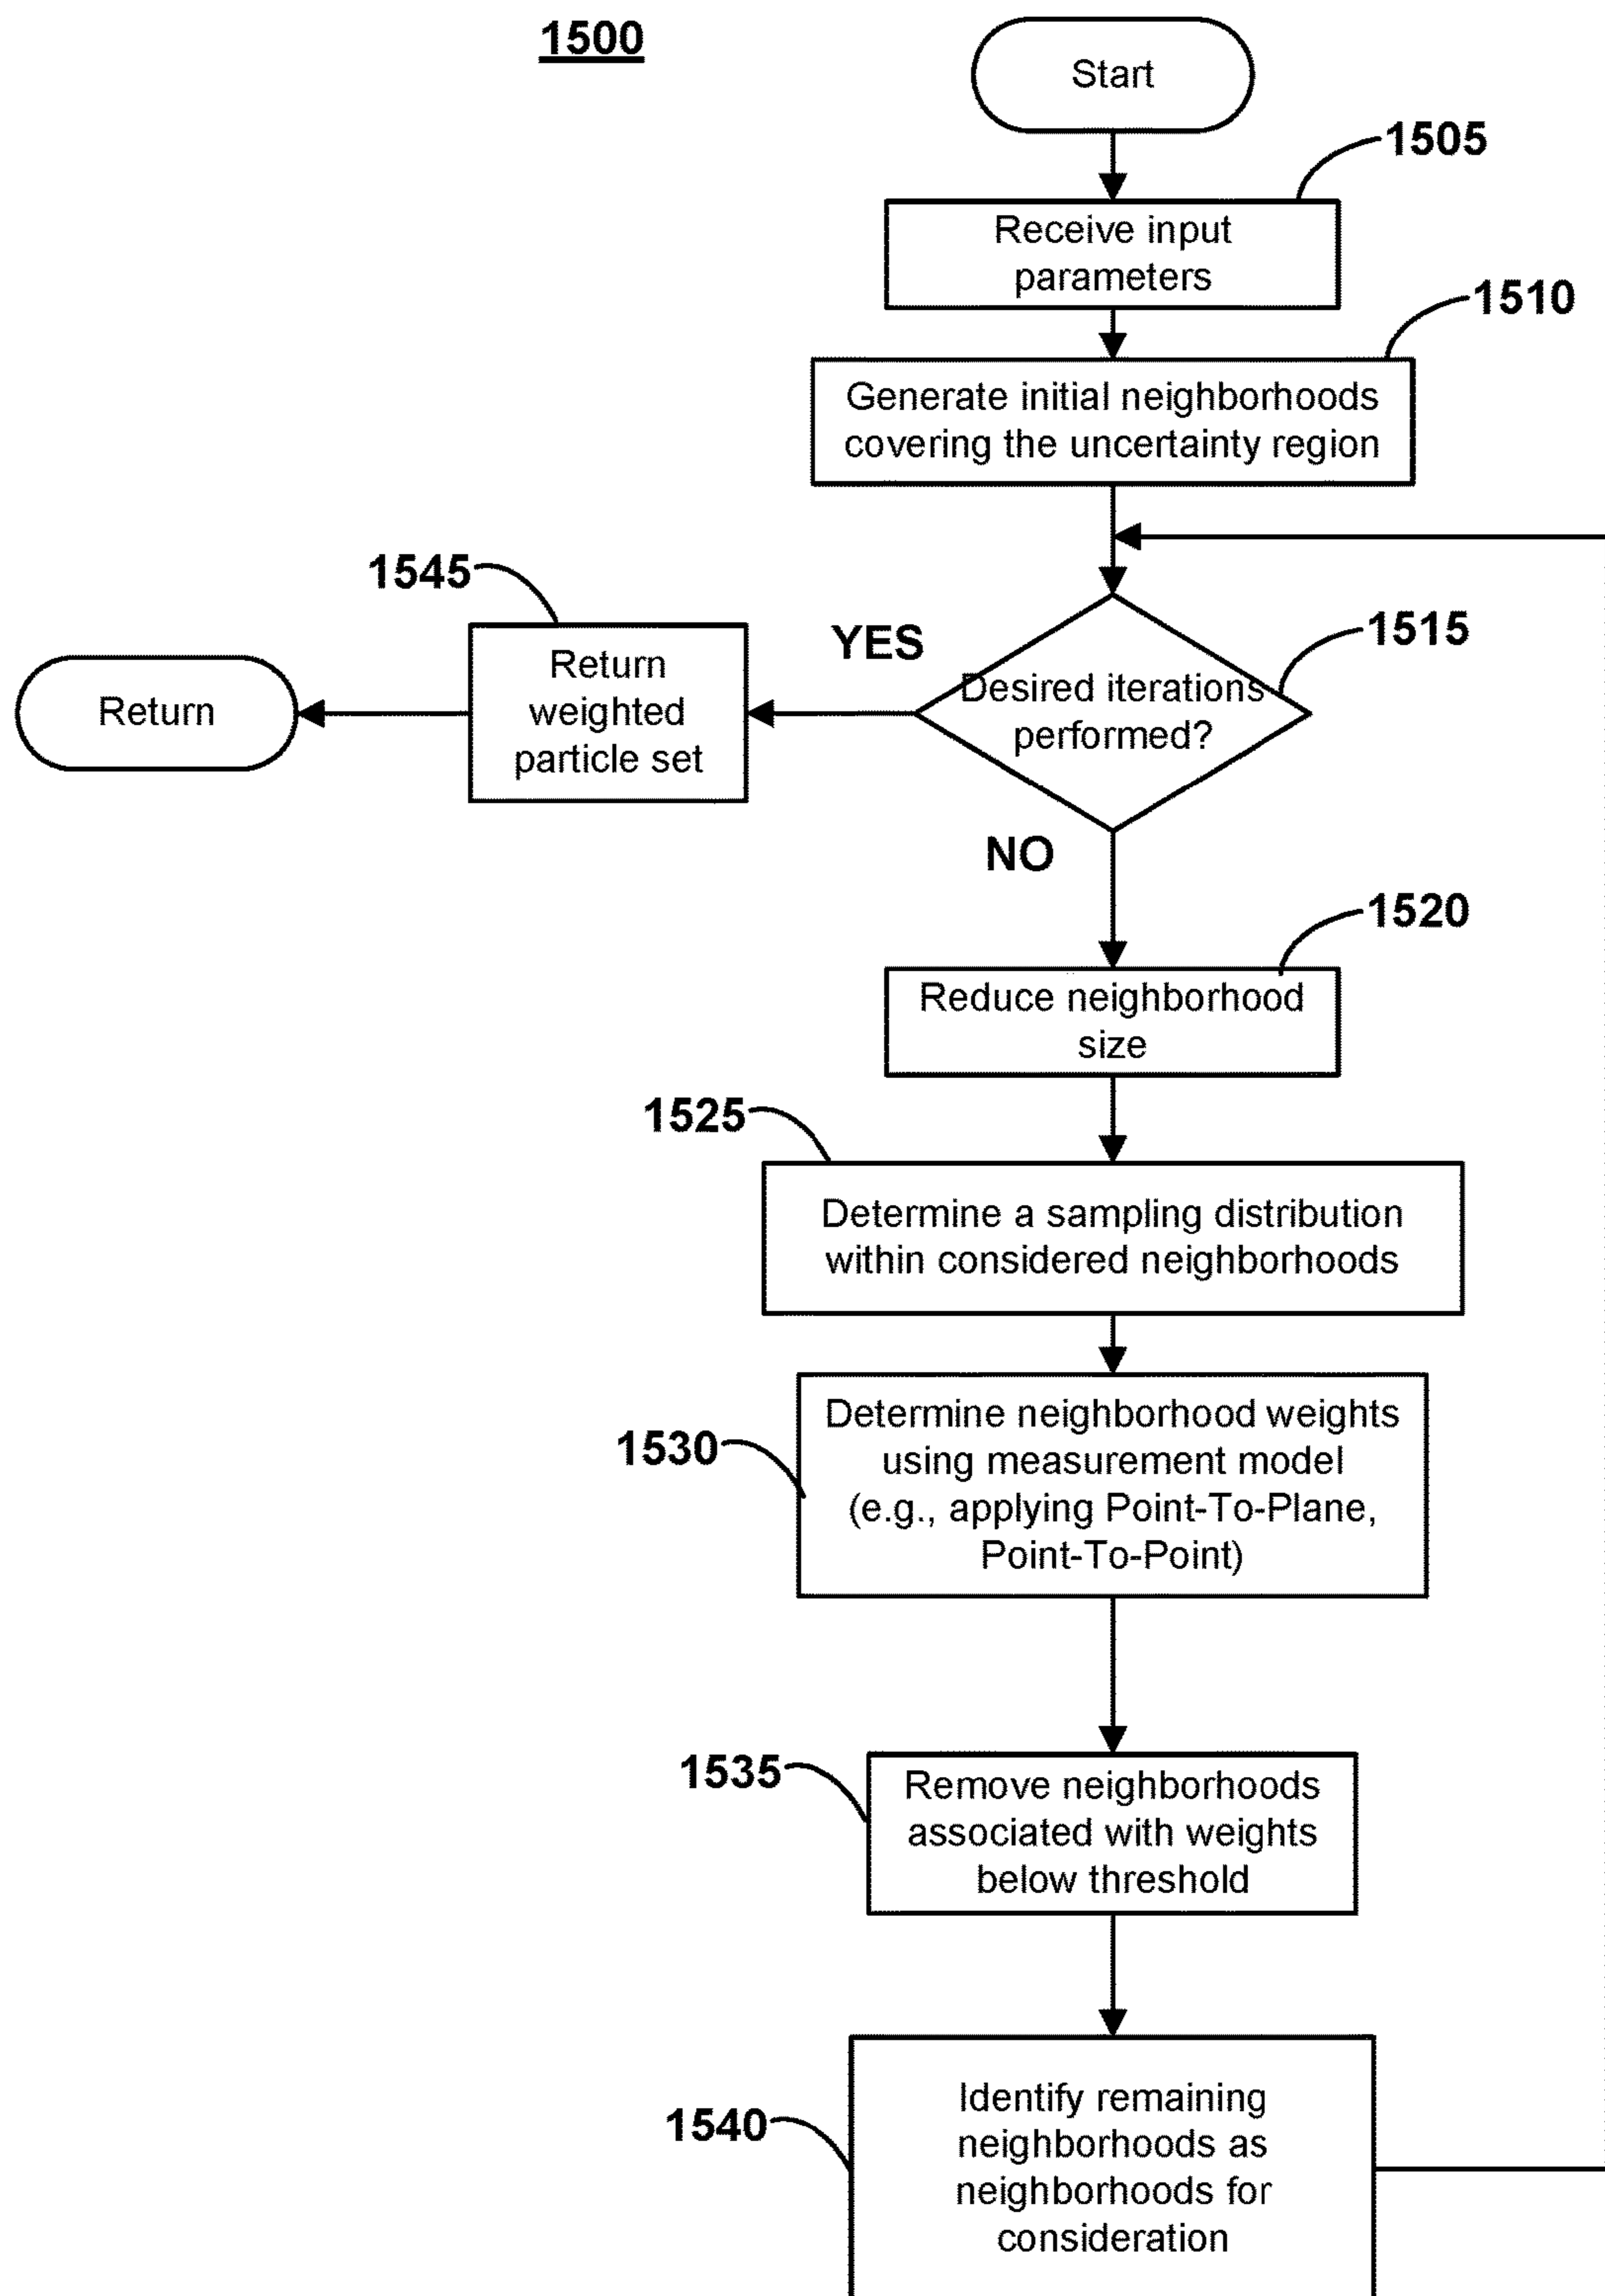 1500
Start
1505
Receive input
parameters
1510
Generate initial neighborhoods
covering the uncertainty region
1545
YES
1515
Return
weighted
particle set
Return
Desired iterations
performed?
NO
1520
Reduce neighborhood
size
1525
Determine a sampling distribution
within considered neighborhoods
1530
Determine neighborhood weights
using measurement model
(e.g., applying Point-To-Plane,
Point-To-Point)
1535
Remove neighborhoods
associated with weights
below threshold
1540
Identify remaining
neighborhoods as
neighborhoods for
consideration